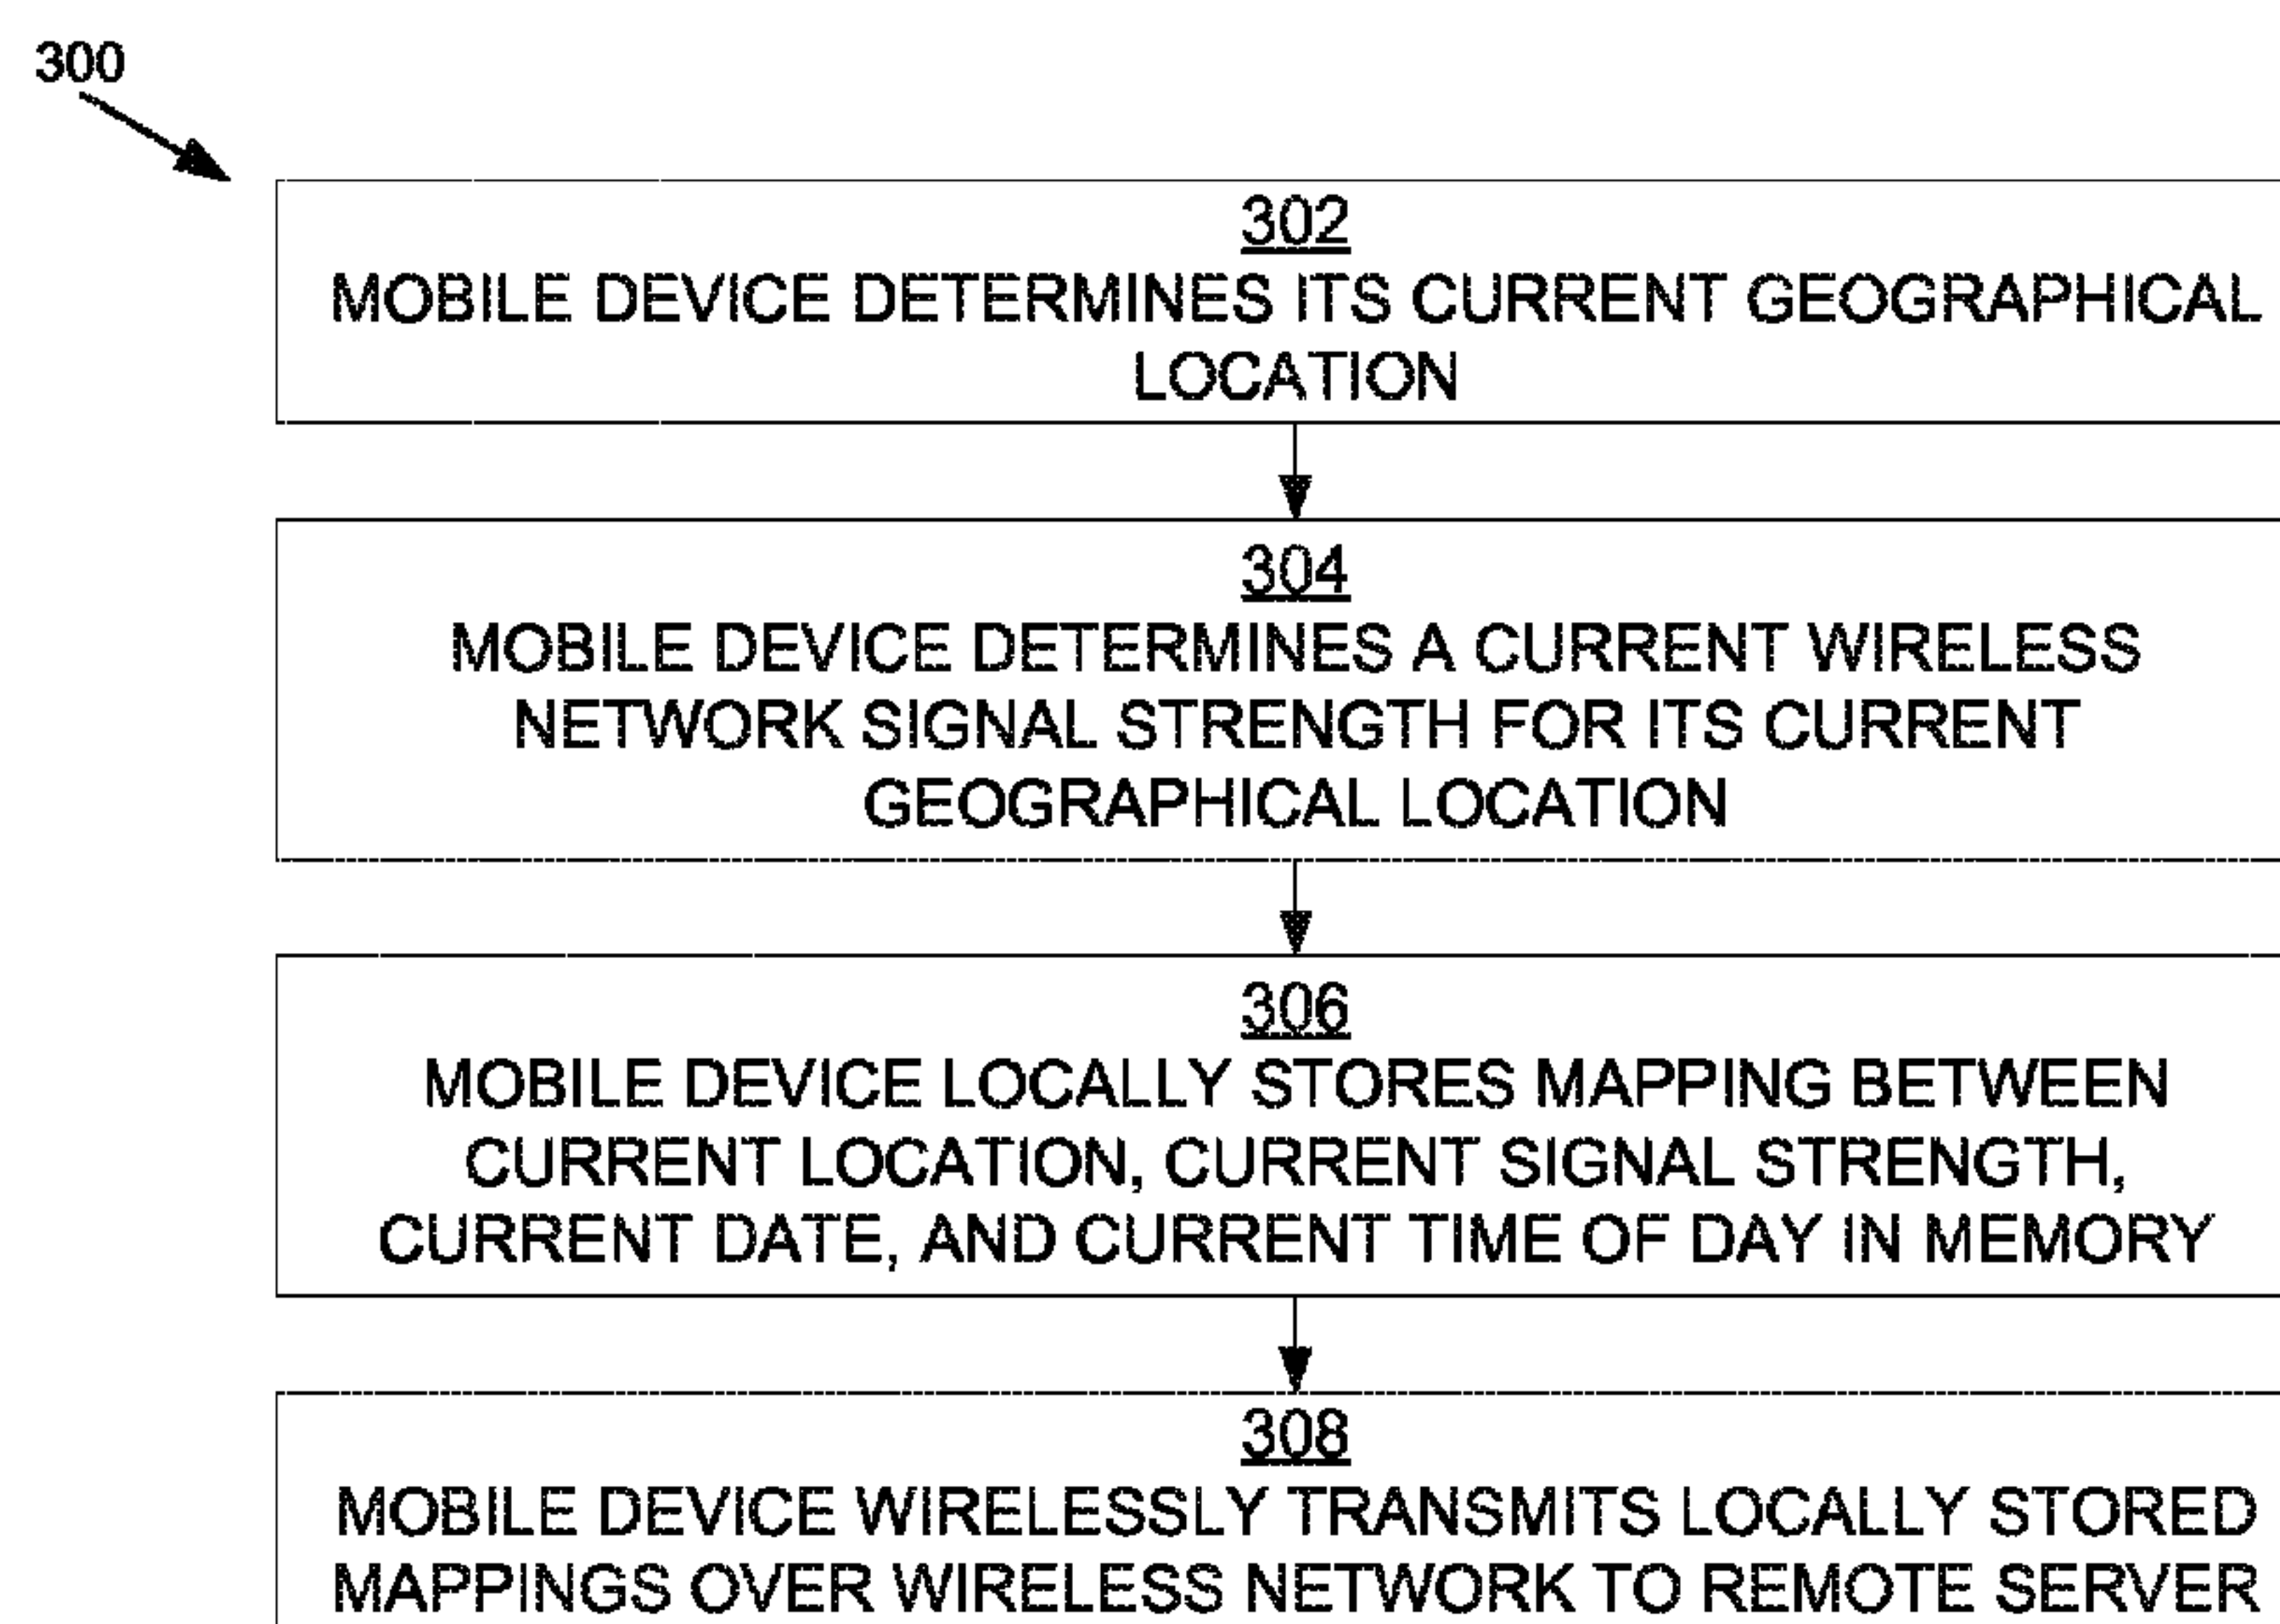 300
302
MOBILE DEVICE DETERMINES ITS CURRENT GEOGRAPHICAL
LOCATION
304
MOBILE DEVICE DETERMINES A CURRENT WIRELESS
NETWORK SIGNAL STRENGTH FOR ITS CURRENT
GEOGRAPHICAL LOCATION
306
MOBILE DEVICE LOCALLY STORES MAPPING BETWEEN
CURRENT LOCATION, CURRENT SIGNAL STRENGTH,
CURRENT DATE, AND CURRENT TIME OF DAY IN MEMORY
308
MOBILE DEVICE WIRELESSLY TRANSMITS LOCALLY STORED
MAPPINGS OVER WIRELESS NETWORK TO REMOTE SERVER